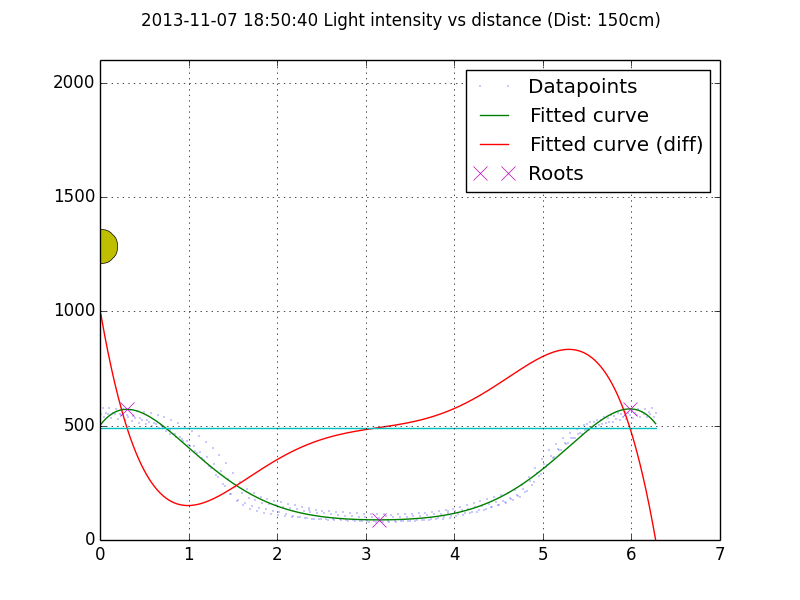 2013-11-07 18:50:40 Light intensity vs distance (Dist: 150cm)
2000
1500
1000
500
0
Datapoints
Fitted curve
Fitted curve (diff)
Roots
0 1 2 3 4 5 6 7